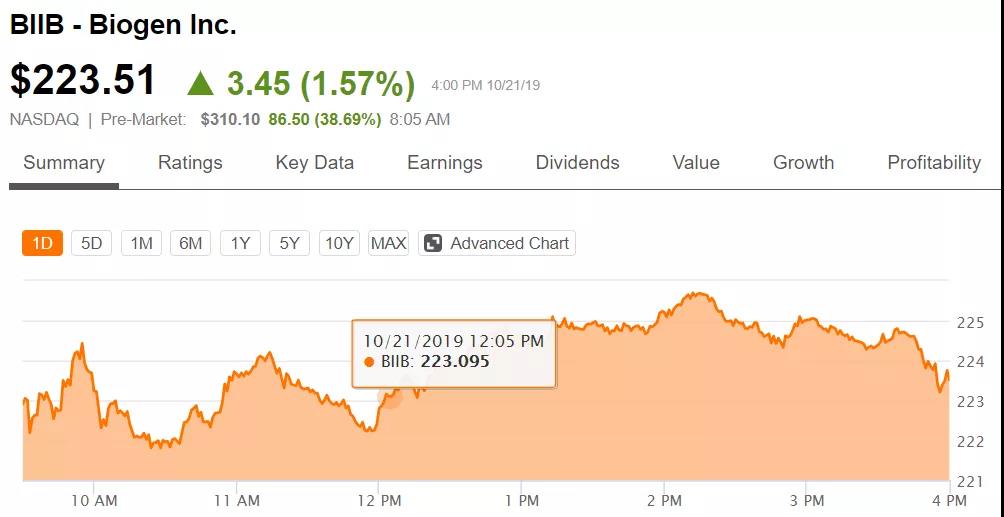 BIIB - Biogen Inc.
$223.51 ▲ 3.45 (1.57%) 4:00 PM 10/21/19
NASDAQ | Pre-Market: $310.10 86.50 (38.69%) 8:05 AM
Summary Ratings Key Data Earnings Dividends Value Growth Profitability
1D 5D 1M 6M 1Y 5Y 10Y MAX Advanced Chart
225
10/21/2019 12:05 PM
BIIB: 223.095
224
223
222
221
10 AM 11 AM 12 PM 1 PM 2 PM 3 PM 4 PM